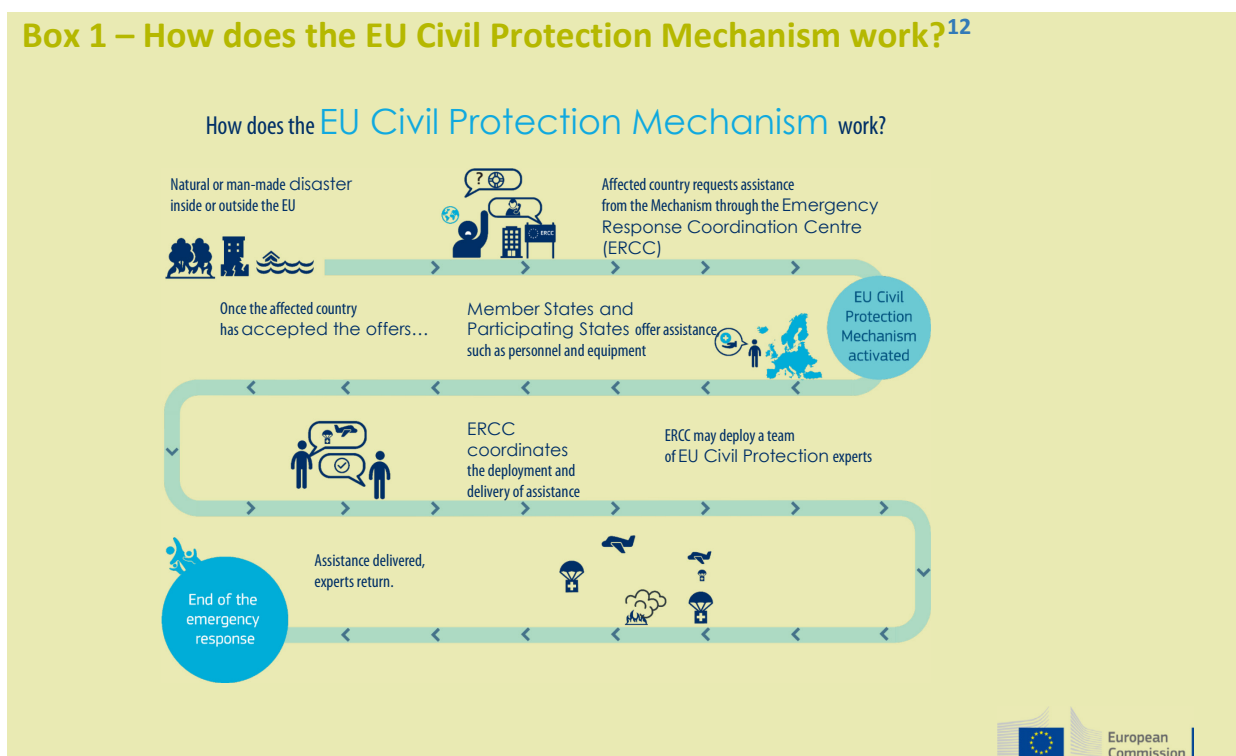 Box 1 – How does the EU Civil Protection Mechanism work?12
How does the EU Civil Protection Mechanism work?
Natural or man-made disaster
inside or outside the EU
?
ERCC
Affected country requests assistance
from the Mechanism through the Emergency
Response Coordination Centre
(ERCC)
EU Civil
Protection
Mechanism
activated
Member States and
Participating States offer assistance,
such as personnel and equipment
Once the affected country
has accepted the offers...
ERCC
coordinates
the deployment and
delivery of assistance
ERCC may deploy a team
of EU Civil Protection experts
Assistance delivered,
experts return.
End of the
emergency
response
European
Commission